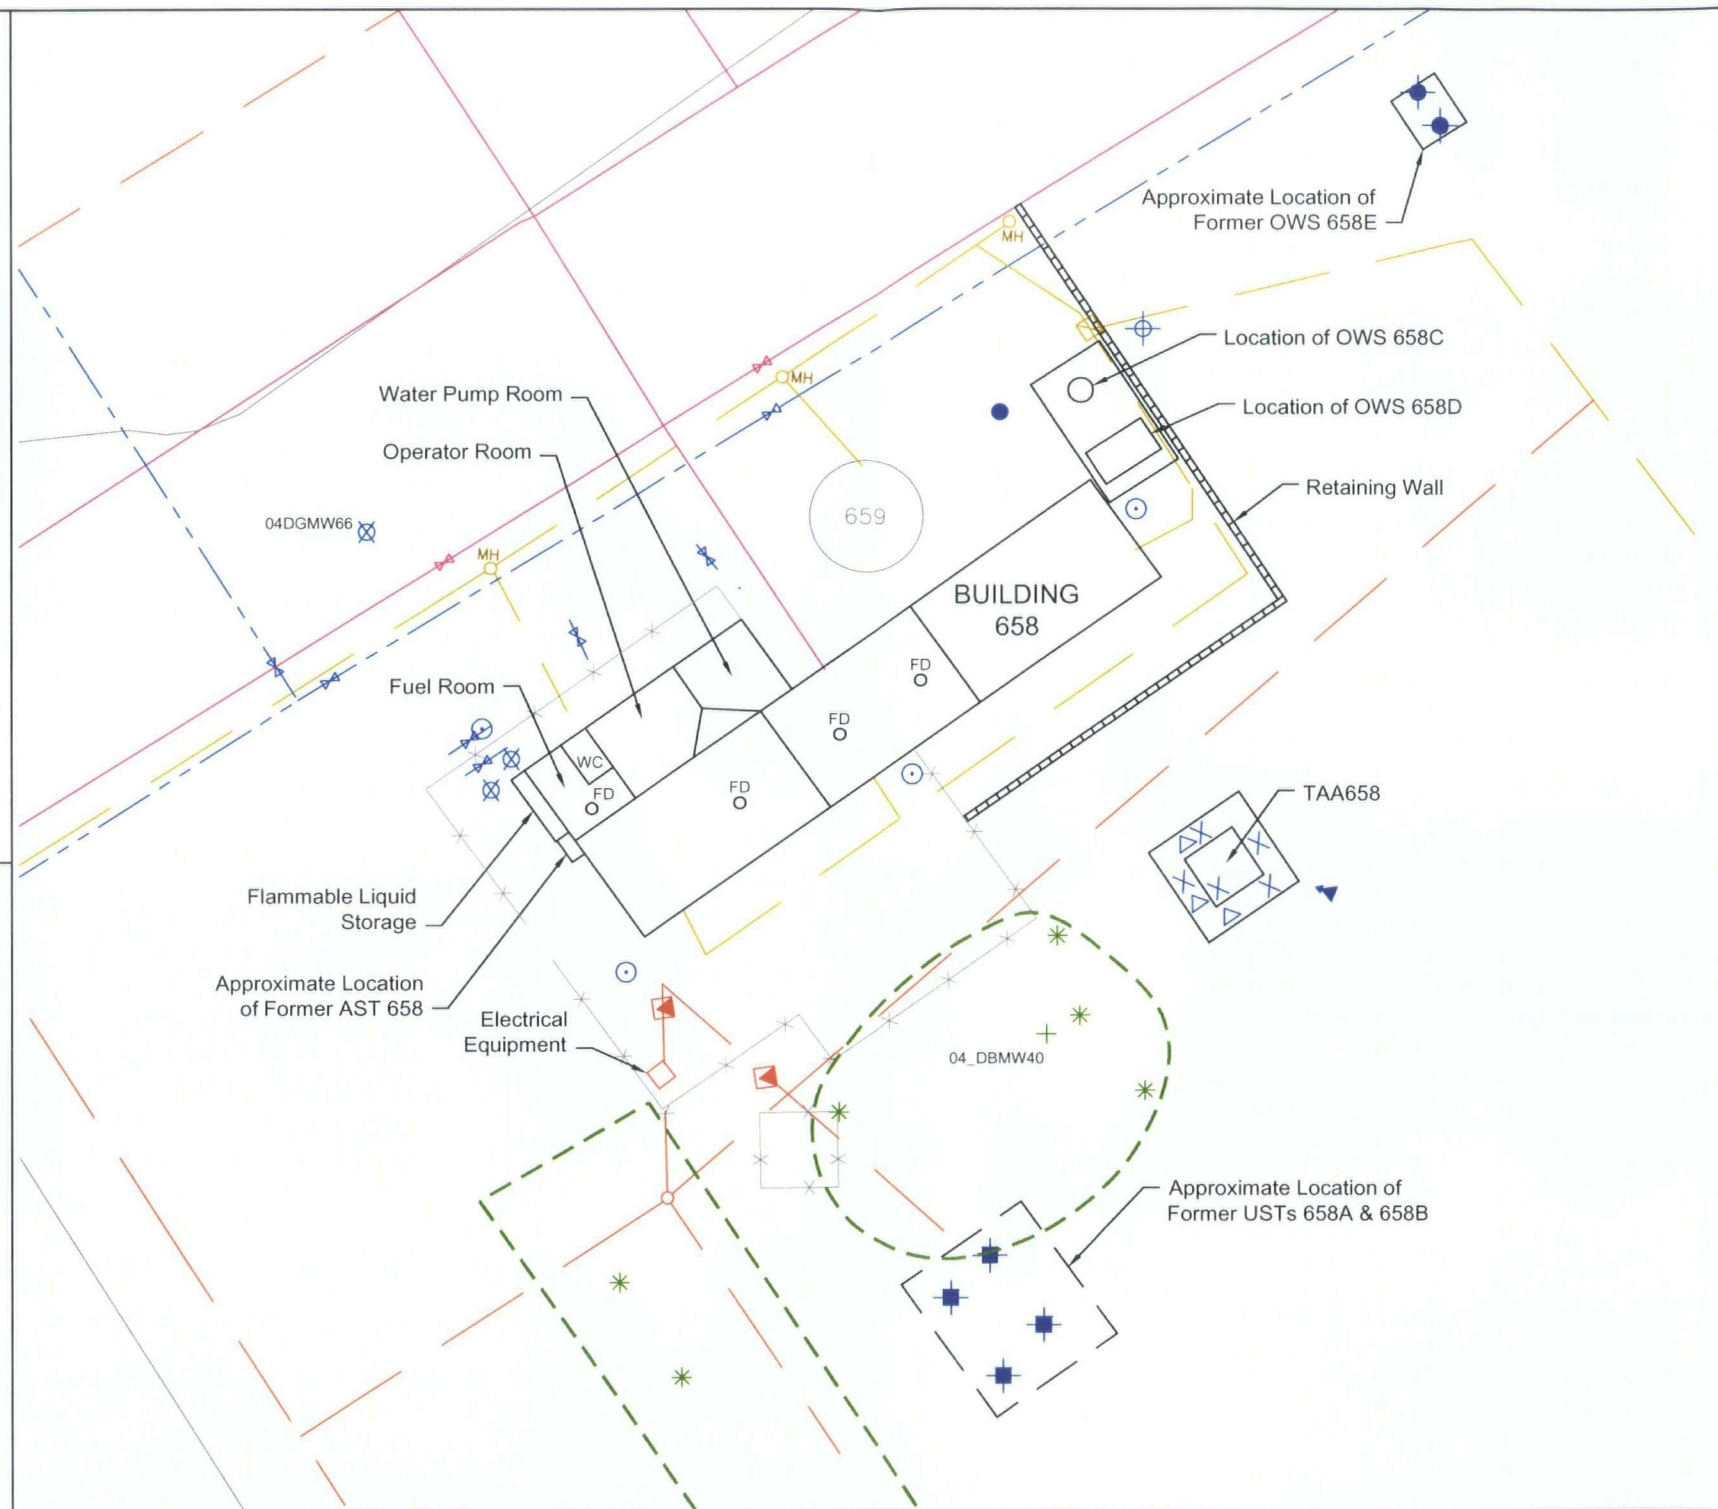 Approximate Location of
Former OWS 658E
MH
Location of OWS 658C
MH
Water Pump Room
Location of OWS 658D
Operator Room
Retaining Wall
659
04DGMW66
MH
BUILDING
658
FD
Fuel Room
FD
WC
FD
FD
TAA658
Flammable Liquid
Storage
Approximate Location
of Former AST 658
Electrical
Equipment
04_DBMW40
Approximate Location of
Former USTs 658A & 658B